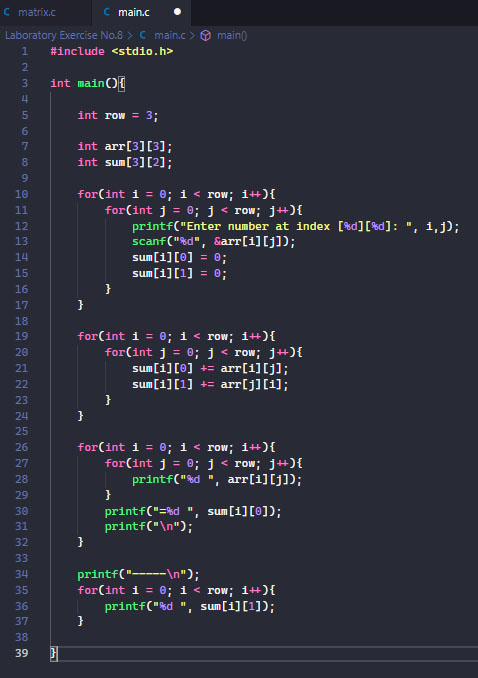 C matrix.c C main.c ●
Laboratory Exercise No.8 > C main.c > main()
1 #include <stdio.h>
2
3 int main(){
4
5     int row = 3;
6
7     int arr[3][3];
8     int sum[3][2];
9
10     for(int i = 0; i < row; i++){
11         for(int j = 0; j < row; j++){
12             printf("Enter number at index [%d][%d]: ", i,j);
13             scanf("%d", &arr[i][j]);
14             sum[i][0] = 0;
15             sum[i][1] = 0;
16         }
17     }
18
19     for(int i = 0; i < row; i++){
20         for(int j = 0; j < row; j++){
21             sum[i][0] += arr[i][j];
22             sum[i][1] += arr[j][i];
23         }
24     }
25
26     for(int i = 0; i < row; i++){
27         for(int j = 0; j < row; j++){
28             printf("%d ", arr[i][j]);
29         }
30         printf("=%d ", sum[i][0]);
31         printf("\n");
32     }
33
34     printf("-----\n");
35     for(int i = 0; i < row; i++){
36         printf("%d ", sum[i][1]);
37     }
38
39 }